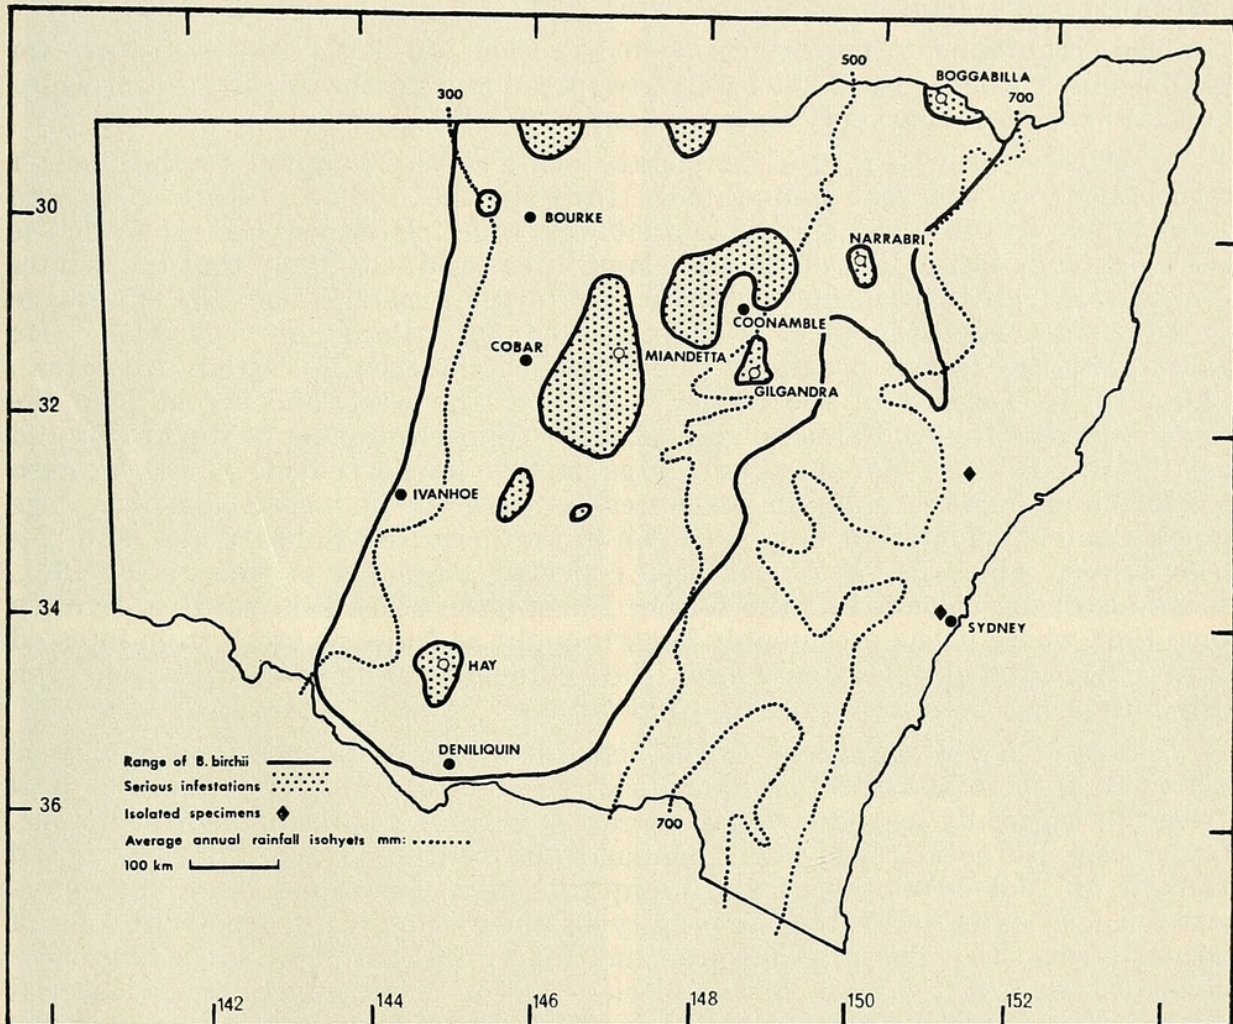 500
BOGGABILLA
300
700
30
BOURKE
NARRABRI
COONAMBLE
COBAR
MIANDETTA
GILGANDRA
32
IVANHOE
34
SYDNEY
HAY
DENILIQUIN
Range of B. birchii
Serious infestations
36
Isolated specimens
700
Average annual rainfall isohyets mm:
100 km
142
144
146
148
150
152